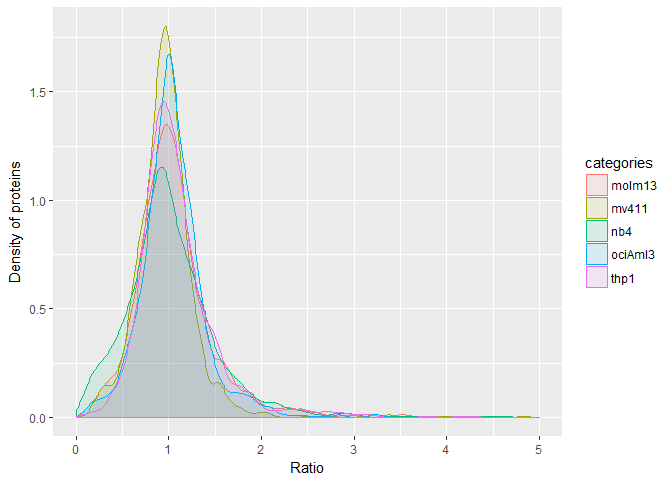 Density of proteins
1.5
1.0
0.5
0.0
0
1
2
3
4
5
Ratio
categories
molm13
mv411
nb4
ociAml3
thp1